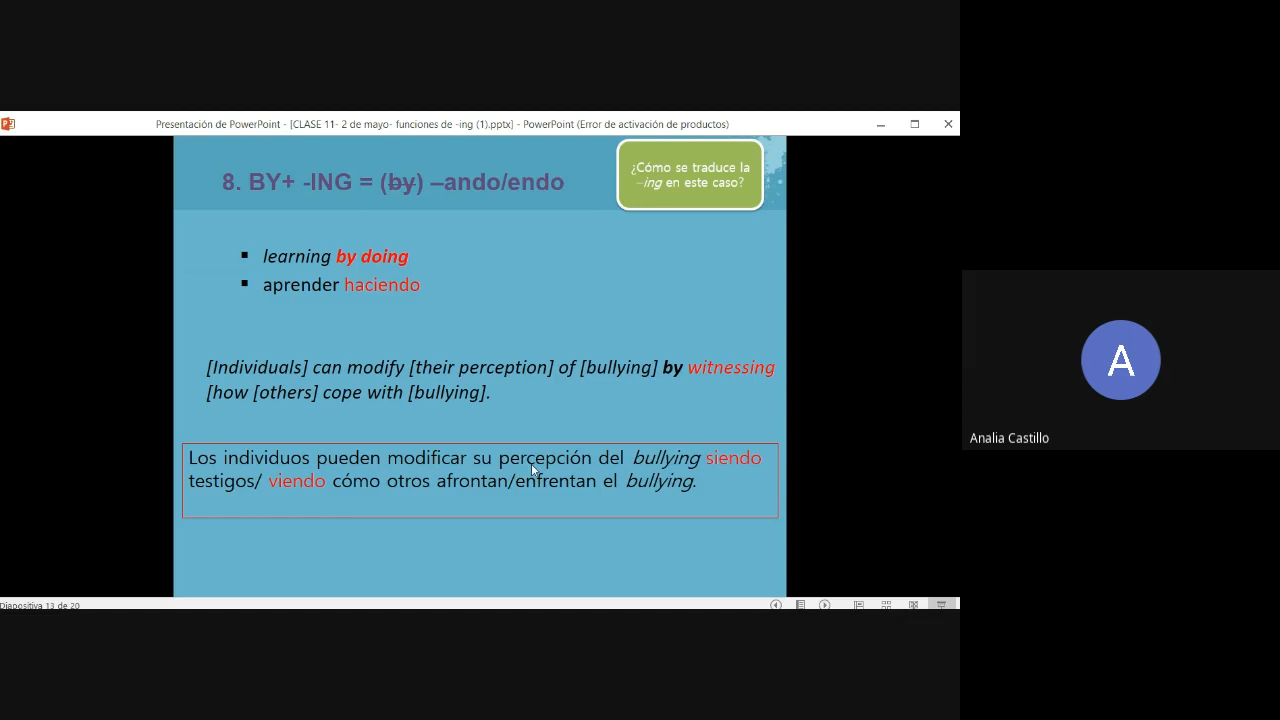 Presentación de PowerPoint - [CLASE 11- 2 de mayo- funciones de -ing (1).pptx] - PowerPoint (Error de activación de productos)
8. BY+ -ING = (by) –ando/endo
¿Cómo se traduce la
–ing en este caso?
▪ learning by doing
▪ aprender haciendo
[Individuals] can modify [their perception] of [bullying] by witnessing
[how [others] cope with [bullying].
Los individuos pueden modificar su percepción del bullying siendo
testigos/ viendo cómo otros afrontan/enfrentan el bullying.
Diapositiva 13 de 20
A
Analia Castillo